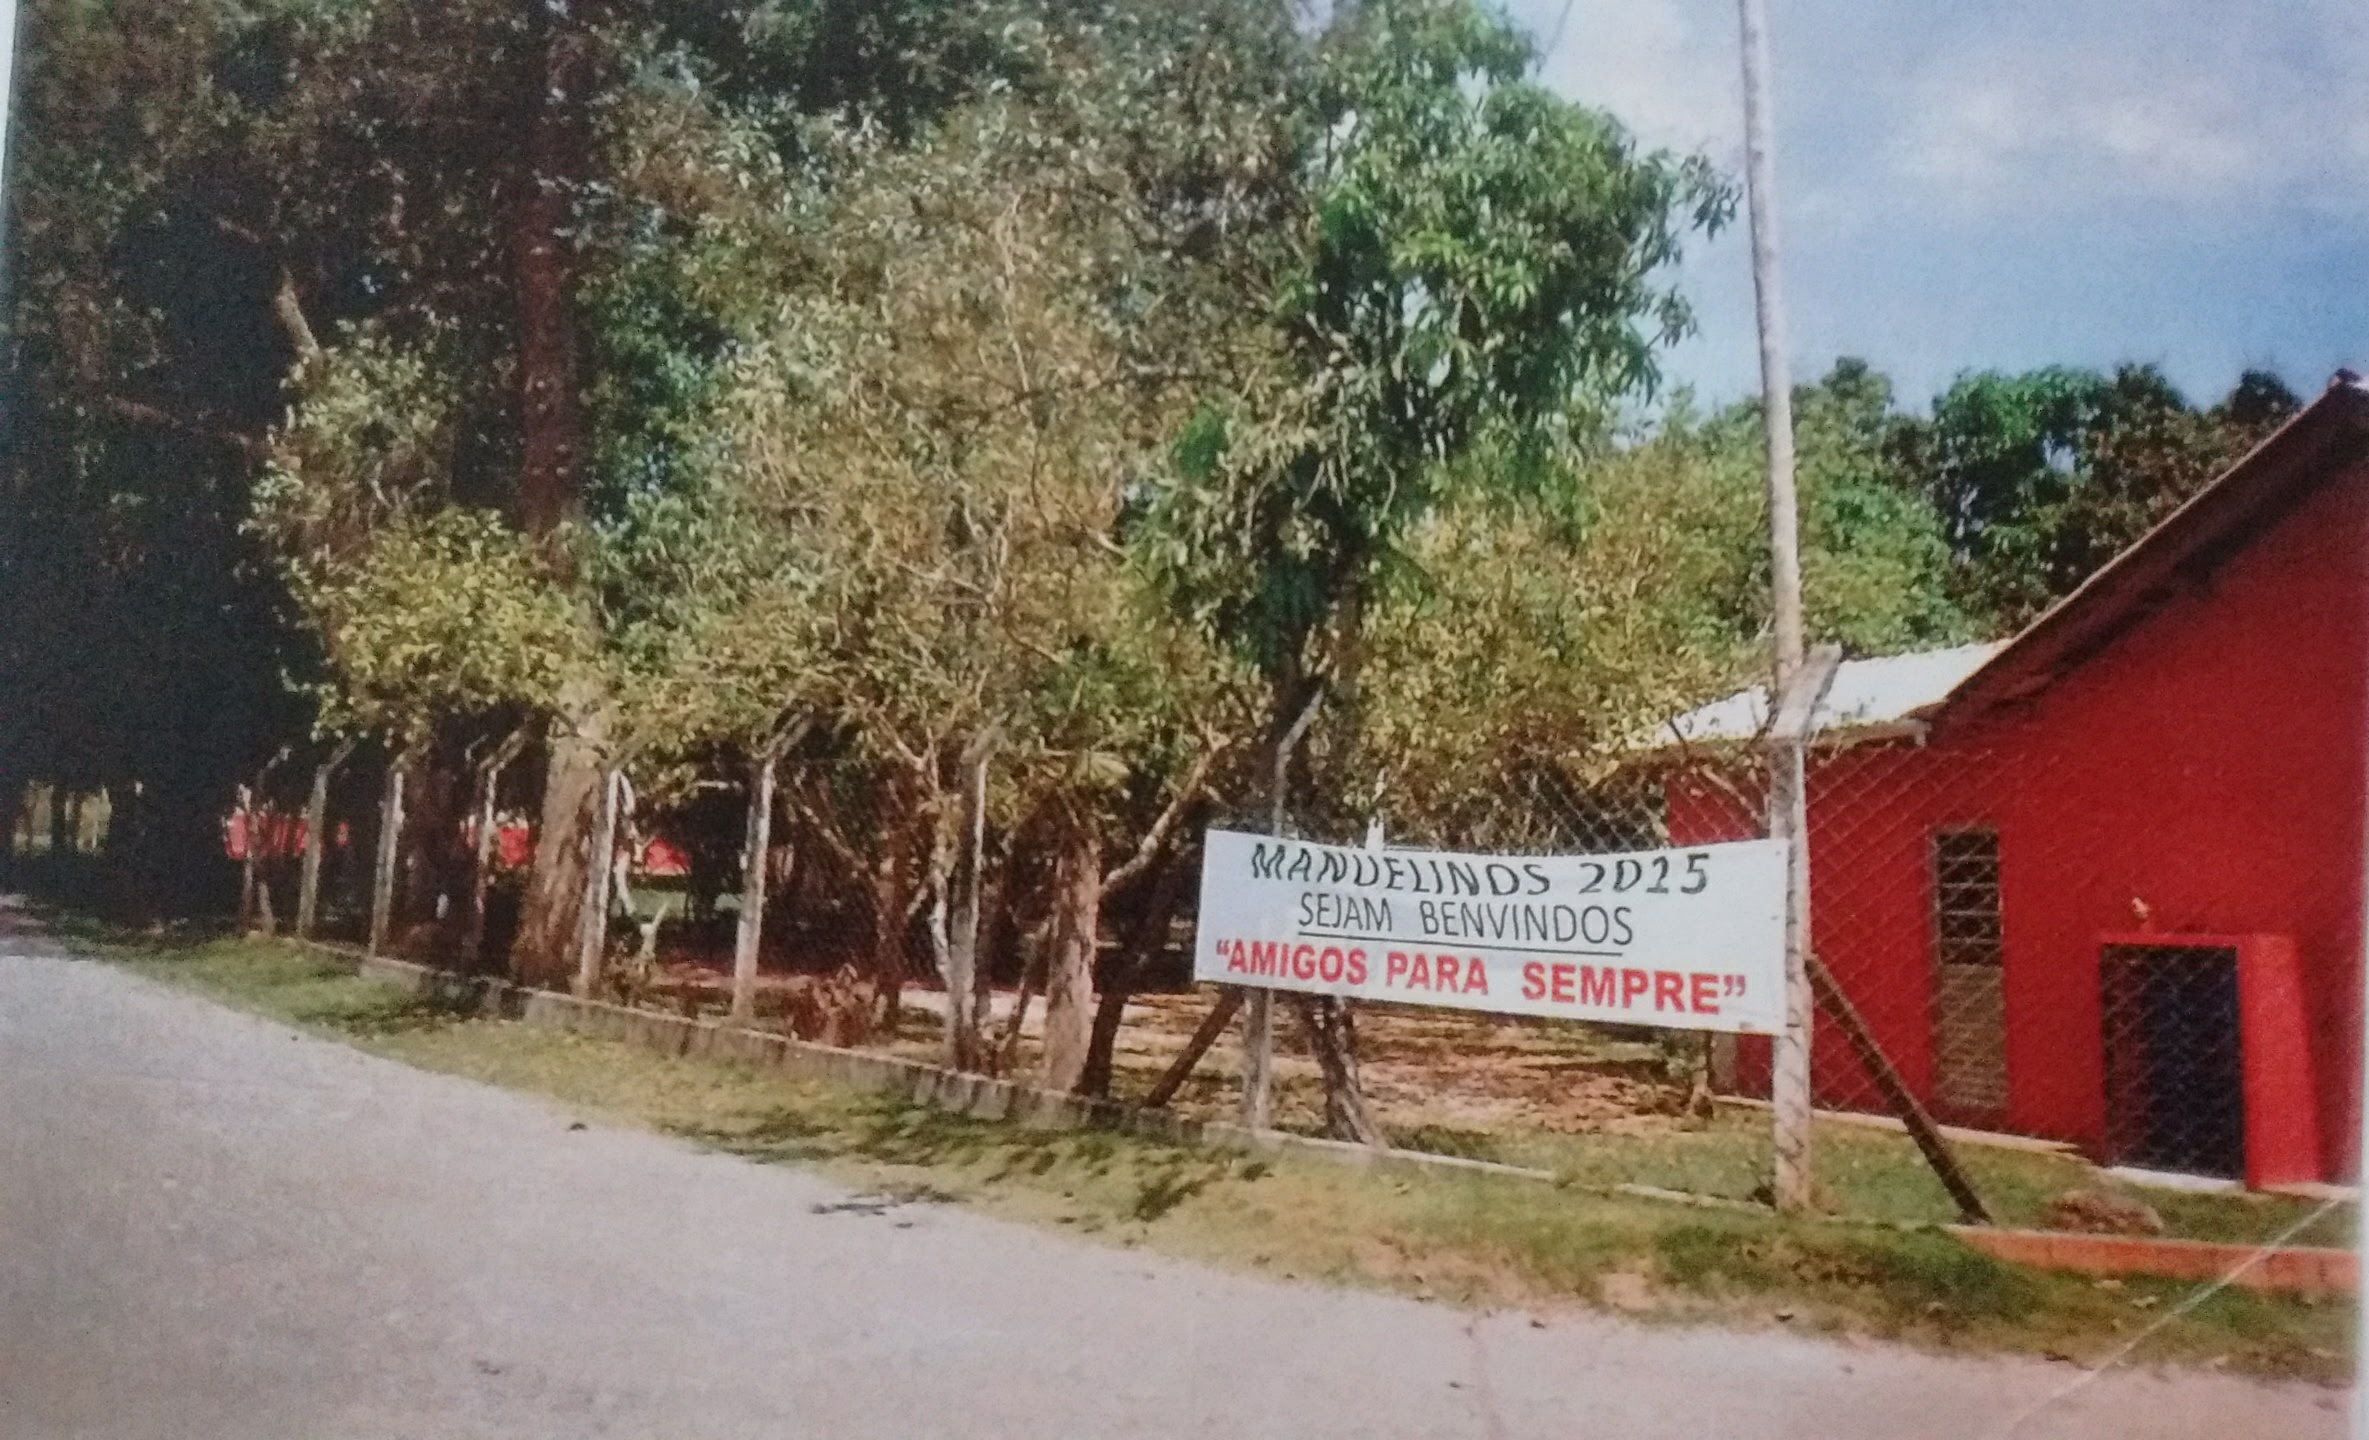 MANUELINOS 2015
SEJAM BENVINDOS
“AMIGOS PARA SEMPRE”